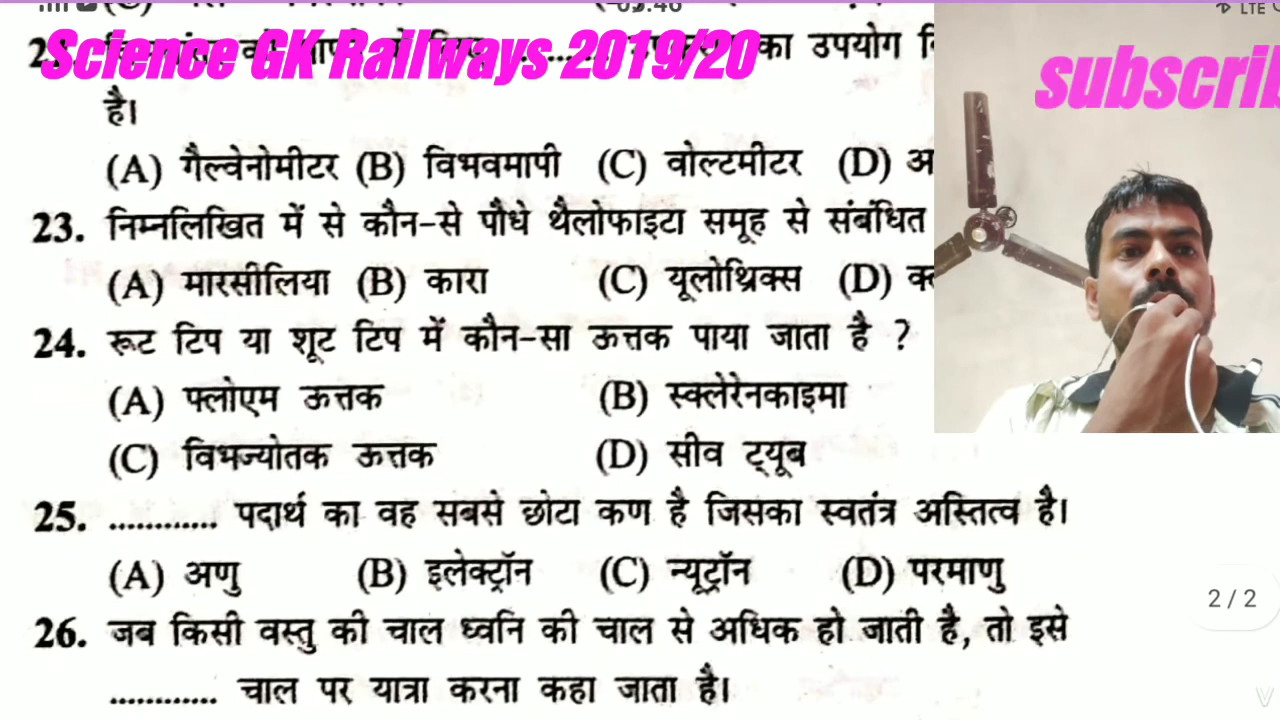 LTE
Science GK Railways 2019/20
subscrib
का उपयोग
है।
(A) गैल्वेनोमीटर (B) विभवमापी (C) वोल्टमीटर (D)
23. निम्नलिखित में से कौन-से पौधे थैलोफाइटा समूह से संबंधित
(A) मारसीलिया (B) कारा (C) यूलोथ्रिक्स (D)
24. रूट टिप या शूट टिप में कौन-सा ऊत्तक पाया जाता है ?
(A) फ्लोएम ऊत्तक (B) स्क्लेरेनकाइमा
(C) विभज्योतक ऊत्तक (D) सीव ट्यूब
25. ............ पदार्थ का वह सबसे छोटा कण है जिसका स्वतंत्र अस्तित्व है।
(A) अणु (B) इलेक्ट्रॉन (C) न्यूट्रॉन (D) परमाणु
2/2
26. जब किसी वस्तु की चाल ध्वनि की चाल से अधिक हो जाती है, तो इसे
............ चाल पर यात्रा करना कहा जाता है।